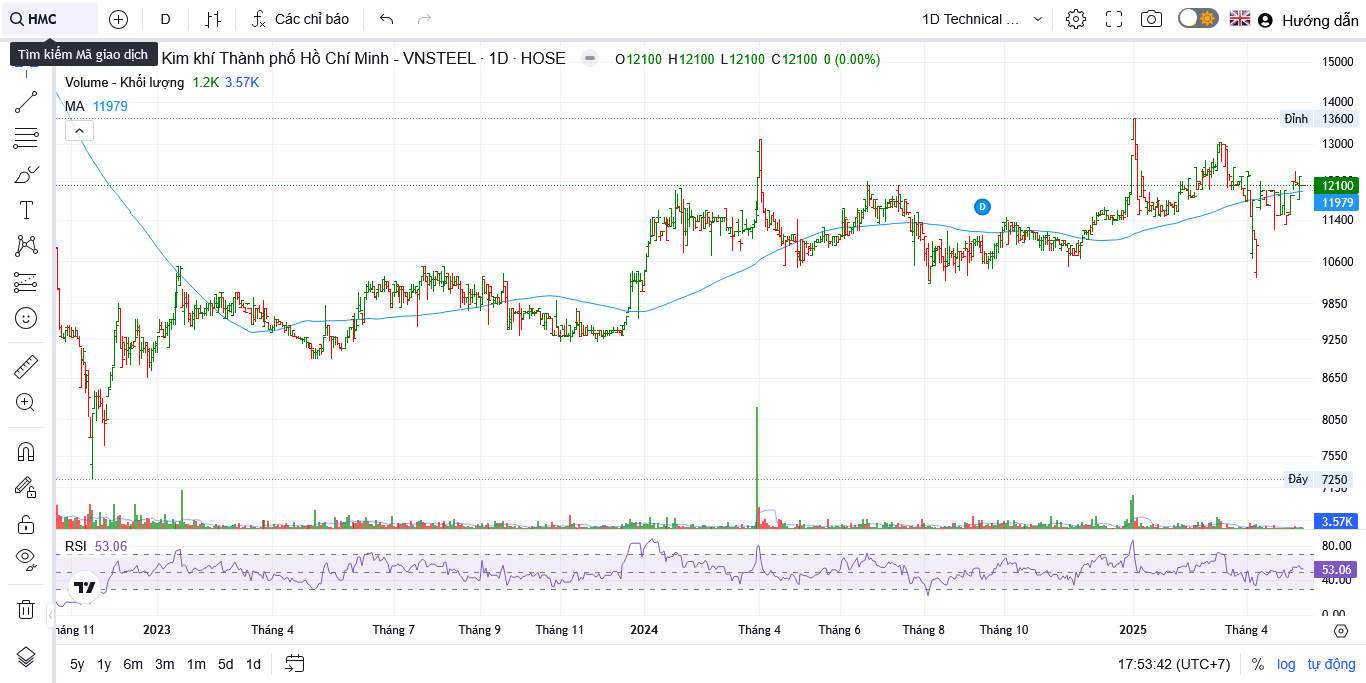 HMC D Các chỉ báo 1D Technical ... Hướng dẫn
Tìm kiếm Mã giao dịch
Kim khí Thành phố Hồ Chí Minh - VNSTEEL · 1D · HOSE O12100 H12100 L12100 C12100 0 (0.00%)
Volume - Khối lượng 1.2K 3.57K
MA 11979
15000
14000
Đỉnh 13600
13000
12100
11979
11400
10600
9850
9250
8650
8050
7550
Đáy 7250
3.57K
D
RSI 53.06
80.00
53.06
40.00
0.00
háng 11 2023 Tháng 4 Tháng 7 Tháng 9 Tháng 11 2024 Tháng 4 Tháng 6 Tháng 8 Tháng 10 2025 Tháng 4
5y 1y 6m 3m 1m 5d 1d 17:53:42 (UTC+7) % log tự động